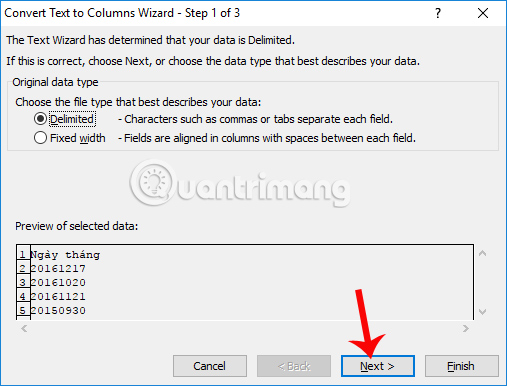 Convert Text to Columns Wizard - Step 1 of 3
The Text Wizard has determined that your data is Delimited.
If this is correct, choose Next, or choose the data type that best describes your data.
Original data type
Choose the file type that best describes your data:
Delimited - Characters such as commas or tabs separate each field.
Fixed width - Fields are aligned in columns with spaces between each field.
Quantrimang
Preview of selected data:
1 Ngày tháng
2 20161217
3 20161020
4 20161121
5 20150930
Cancel < Back Next > Finish